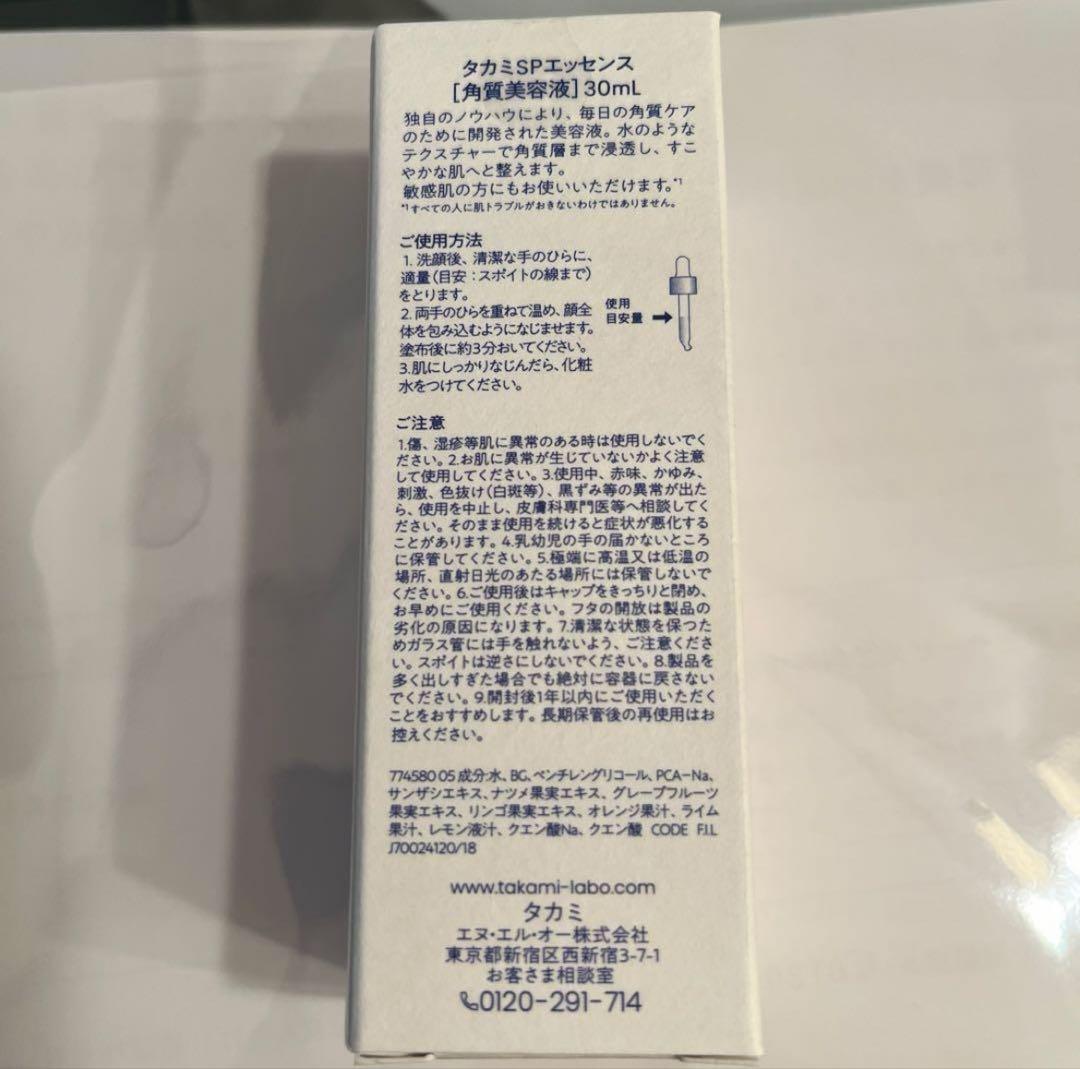 タカミSPエッセンス
[角質美容液]30mL
独自のノウハウにより、毎日の角質ケア
のために開発された美容液。水のような
テクスチャーで角質層まで浸透し、すこ
やかな肌へと整えます。
敏感肌の方にもお使いいただけます。*1
*1すべての人に肌トラブルがおきないわけではありません。
ご使用方法
1. 洗顔後、清潔な手のひらに、
適量(目安:スポイトの線まで)
をとります。
2. 両手のひらを重ねて温め、顔全
体を包み込むようになじませます。
塗布後に約3分おいてください。
3.肌にしっかりなじんだら、化粧
水をつけてください。
使用
目安量
ご注意
1.傷、湿疹等肌に異常のある時は使用しないでく
ださい。2.お肌に異常が生じていないかよく注意
して使用してください。3.使用中、赤味、かゆみ、
刺激、色抜け(白斑等)、黒ずみ等の異常が出た
ら、使用を中止し、皮膚科専門医等へ相談してく
ださい。そのまま使用を続けると症状が悪化する
ことがあります。4.乳幼児の手の届かないところ
に保管してください。5.極端に高温又は低温の
場所、直射日光のあたる場所には保管しないで
ください。6.ご使用後はキャップをきっちりと閉め、
お早めにご使用ください。フタの開放は製品の
劣化の原因になります。7.清潔な状態を保つた
めガラス管には手を触れないよう、ご注意くださ
い。スポイトは逆さにしないでください。8.製品を
多く出しすぎた場合でも絶対に容器に戻さない
でください。9.開封後1年以内にご使用いただく
ことをおすすめします。長期保管後の再使用はお
控えください。
774580 05 成分:水、BG、ペンチレングリコール、PCA-Na、
サンザシエキス、ナツメ果実エキス、グレープフルーツ
果実エキス、リンゴ果実エキス、オレンジ果汁、ライム
果汁、レモン液汁、クエン酸Na、クエン酸 CODE F.I.L
J70024120/18
www.takami-labo.com
タカミ
エヌ・エル・オー株式会社
東京都新宿区西新宿3-7-1
お客さま相談室
0120-291-714